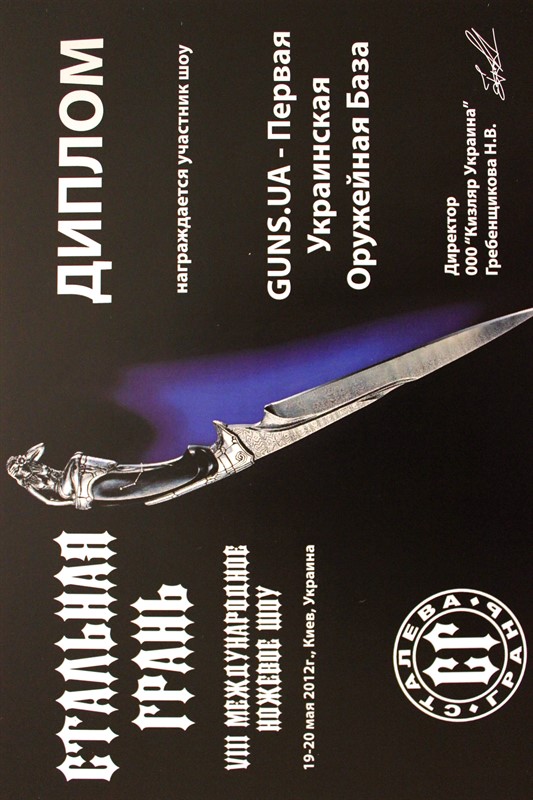 СТАЛЬНАЯ
ГРАНЬ
VIII МЕЖДУНАРОДНОЕ
НОЖЕВОЕ ШОУ
19-20 мая 2012г., Киев, Украина
СТАЛЕВА
СГ
ГРАНЬ
ДИПЛОМ
награждается участник шоу
GUNS.UA - Первая
Украинская
Оружейная База
Директор
ООО “Кизляр Украина”
Гребенщикова Н.В.